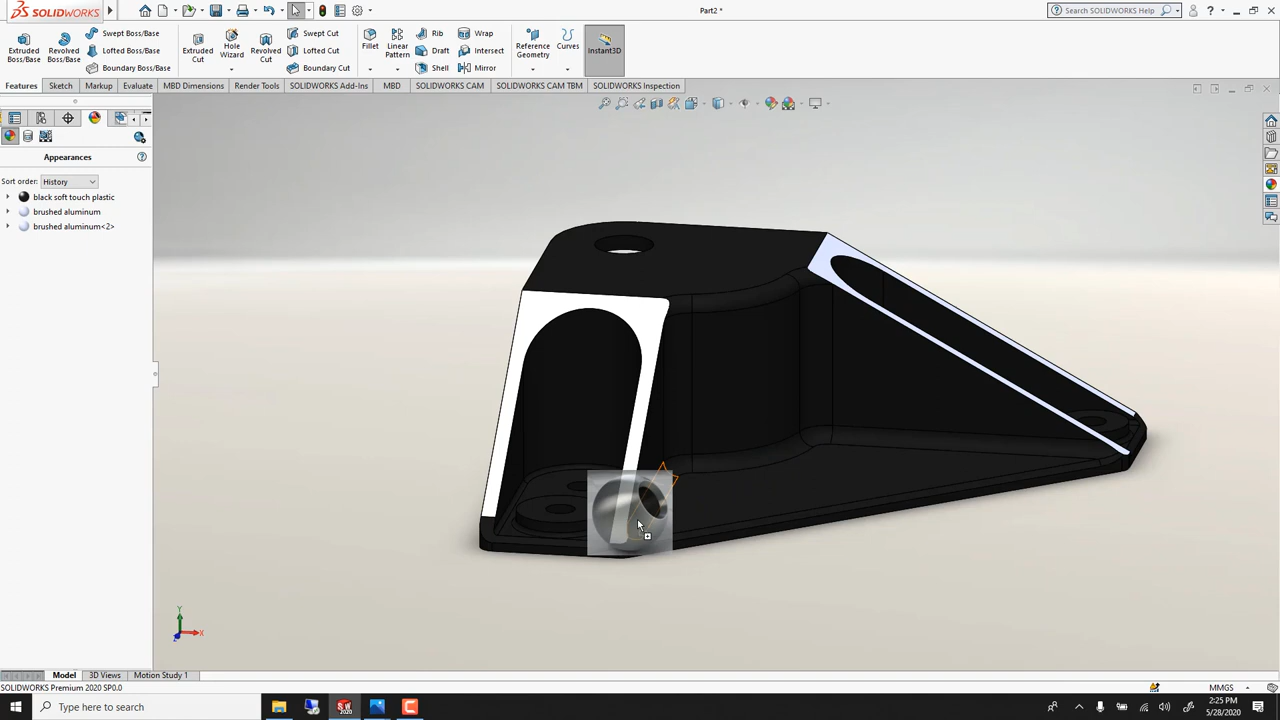 SOLIDWORKS
Part2 *
Search SOLIDWORKS Help
Extruded Boss/Base
Revolved Boss/Base
Swept Boss/Base
Lofted Boss/Base
Boundary Boss/Base
Extruded Cut
Hole Wizard
Revolved Cut
Swept Cut
Lofted Cut
Boundary Cut
Fillet
Linear Pattern
Rib
Draft
Shell
Wrap
Intersect
Mirror
Reference Geometry
Curves
Instant3D
Features Sketch Markup Evaluate MBD Dimensions Render Tools SOLIDWORKS Add-Ins MBD SOLIDWORKS CAM SOLIDWORKS CAM TBM SOLIDWORKS Inspection
Appearances
Sort order: History
black soft touch plastic
brushed aluminum
brushed aluminum<2>
Y
X
Z
Model 3D Views Motion Study 1
SOLIDWORKS Premium 2020 SP0.0
MMGS
Type here to search
2:25 PM
5/28/2020